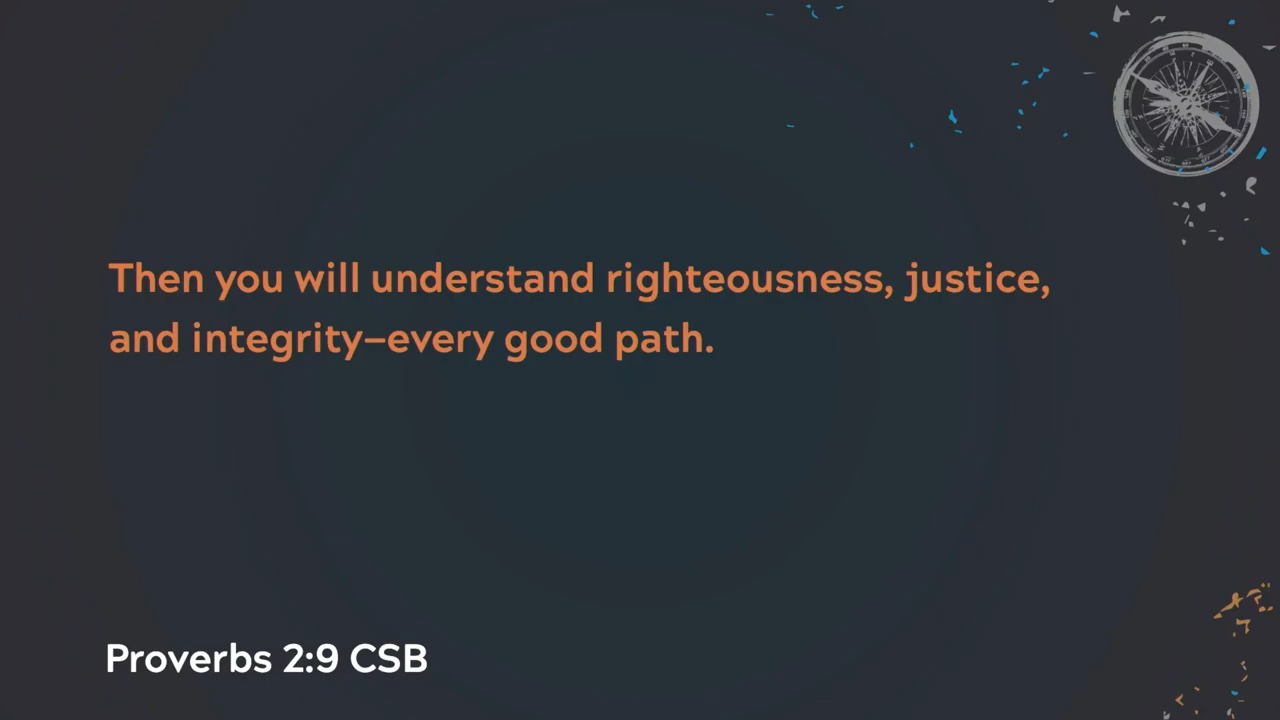 Then you will understand righteousness, justice,
and integrity—every good path.
Proverbs 2:9 CSB